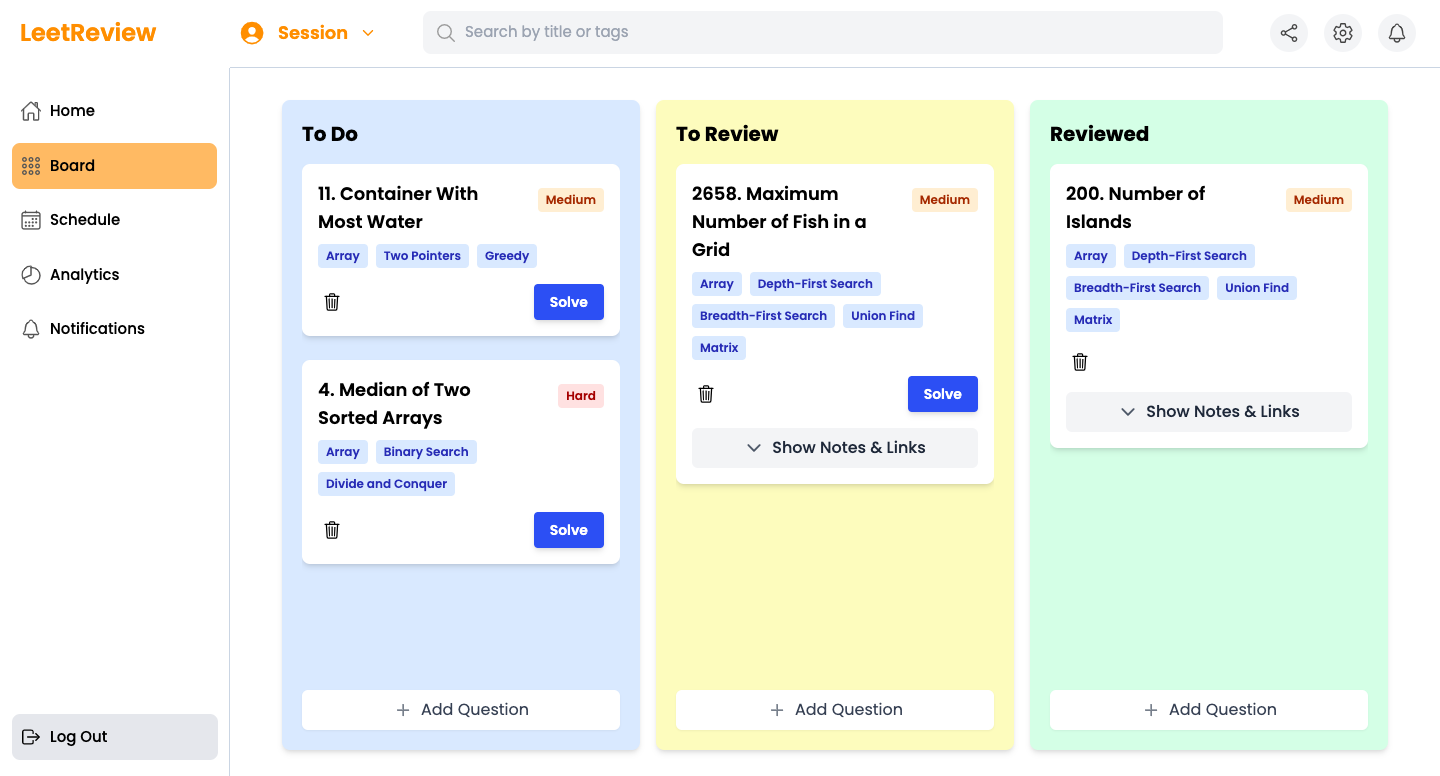 LeetReview
Session
Search by title or tags
Home
Board
Schedule
Analytics
Notifications
Log Out
To Do
11. Container With
Most Water
Medium
Array Two Pointers Greedy
Solve
4. Median of Two
Sorted Arrays
Hard
Array Binary Search
Divide and Conquer
Solve
Add Question
To Review
2658. Maximum
Number of Fish in a
Grid
Medium
Array Depth-First Search
Breadth-First Search Union Find
Matrix
Solve
Show Notes & Links
Add Question
Reviewed
200. Number of
Islands
Medium
Array Depth-First Search
Breadth-First Search Union Find
Matrix
Show Notes & Links
Add Question